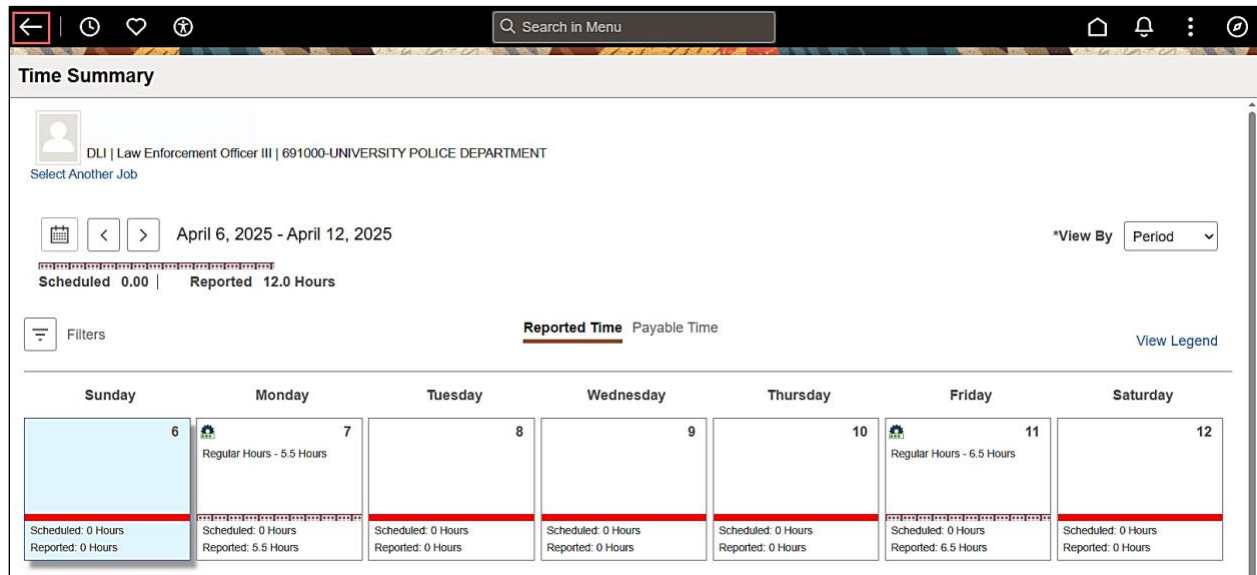 Search in Menu
Time Summary
DLI | Law Enforcement Officer III | 691000-UNIVERSITY POLICE DEPARTMENT
Select Another Job
April 6, 2025 - April 12, 2025
*View By Period
Scheduled 0.00 | Reported 12.0 Hours
Filters
Reported Time Payable Time
View Legend
Sunday Monday Tuesday Wednesday Thursday Friday Saturday
6 7 8 9 10 11 12
Regular Hours - 5.5 Hours Regular Hours - 6.5 Hours
Scheduled: 0 Hours Scheduled: 0 Hours Scheduled: 0 Hours Scheduled: 0 Hours Scheduled: 0 Hours Scheduled: 0 Hours Scheduled: 0 Hours
Reported: 0 Hours Reported: 5.5 Hours Reported: 0 Hours Reported: 0 Hours Reported: 0 Hours Reported: 6.5 Hours Reported: 0 Hours